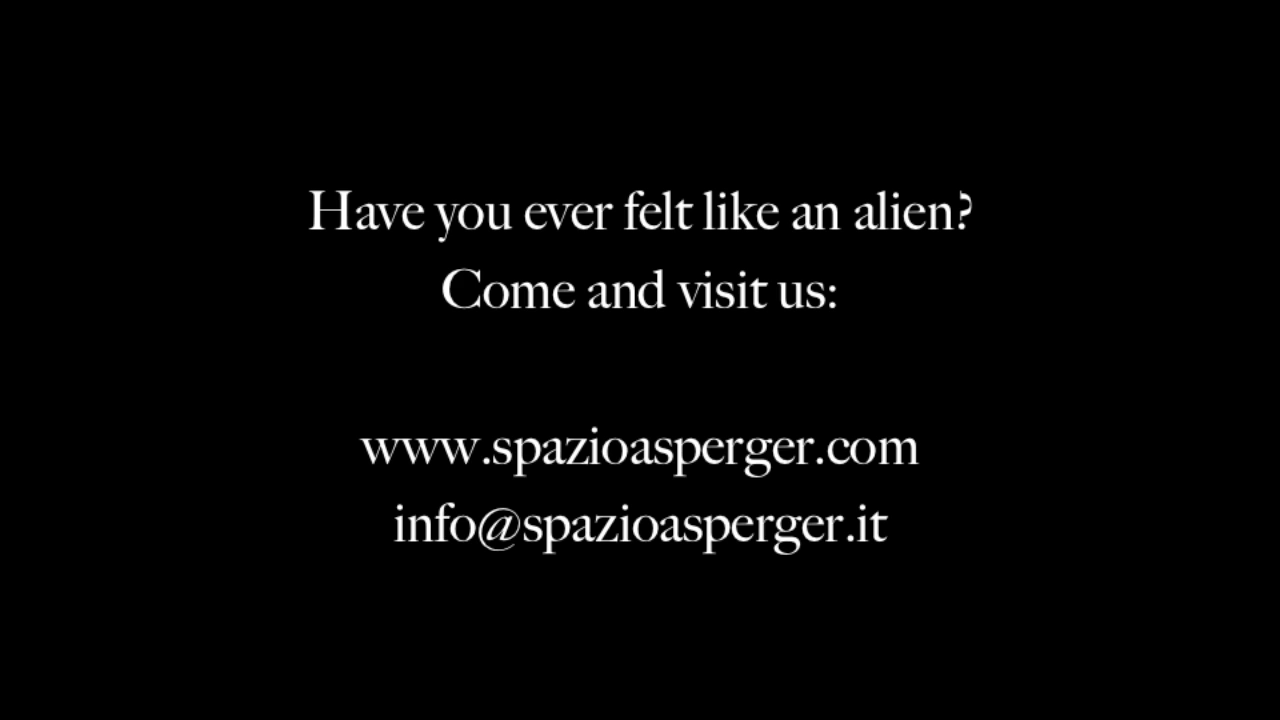 Have you ever felt like an alien?
Come and visit us:
www.spazioasperger.com
info@spazioasperger.it